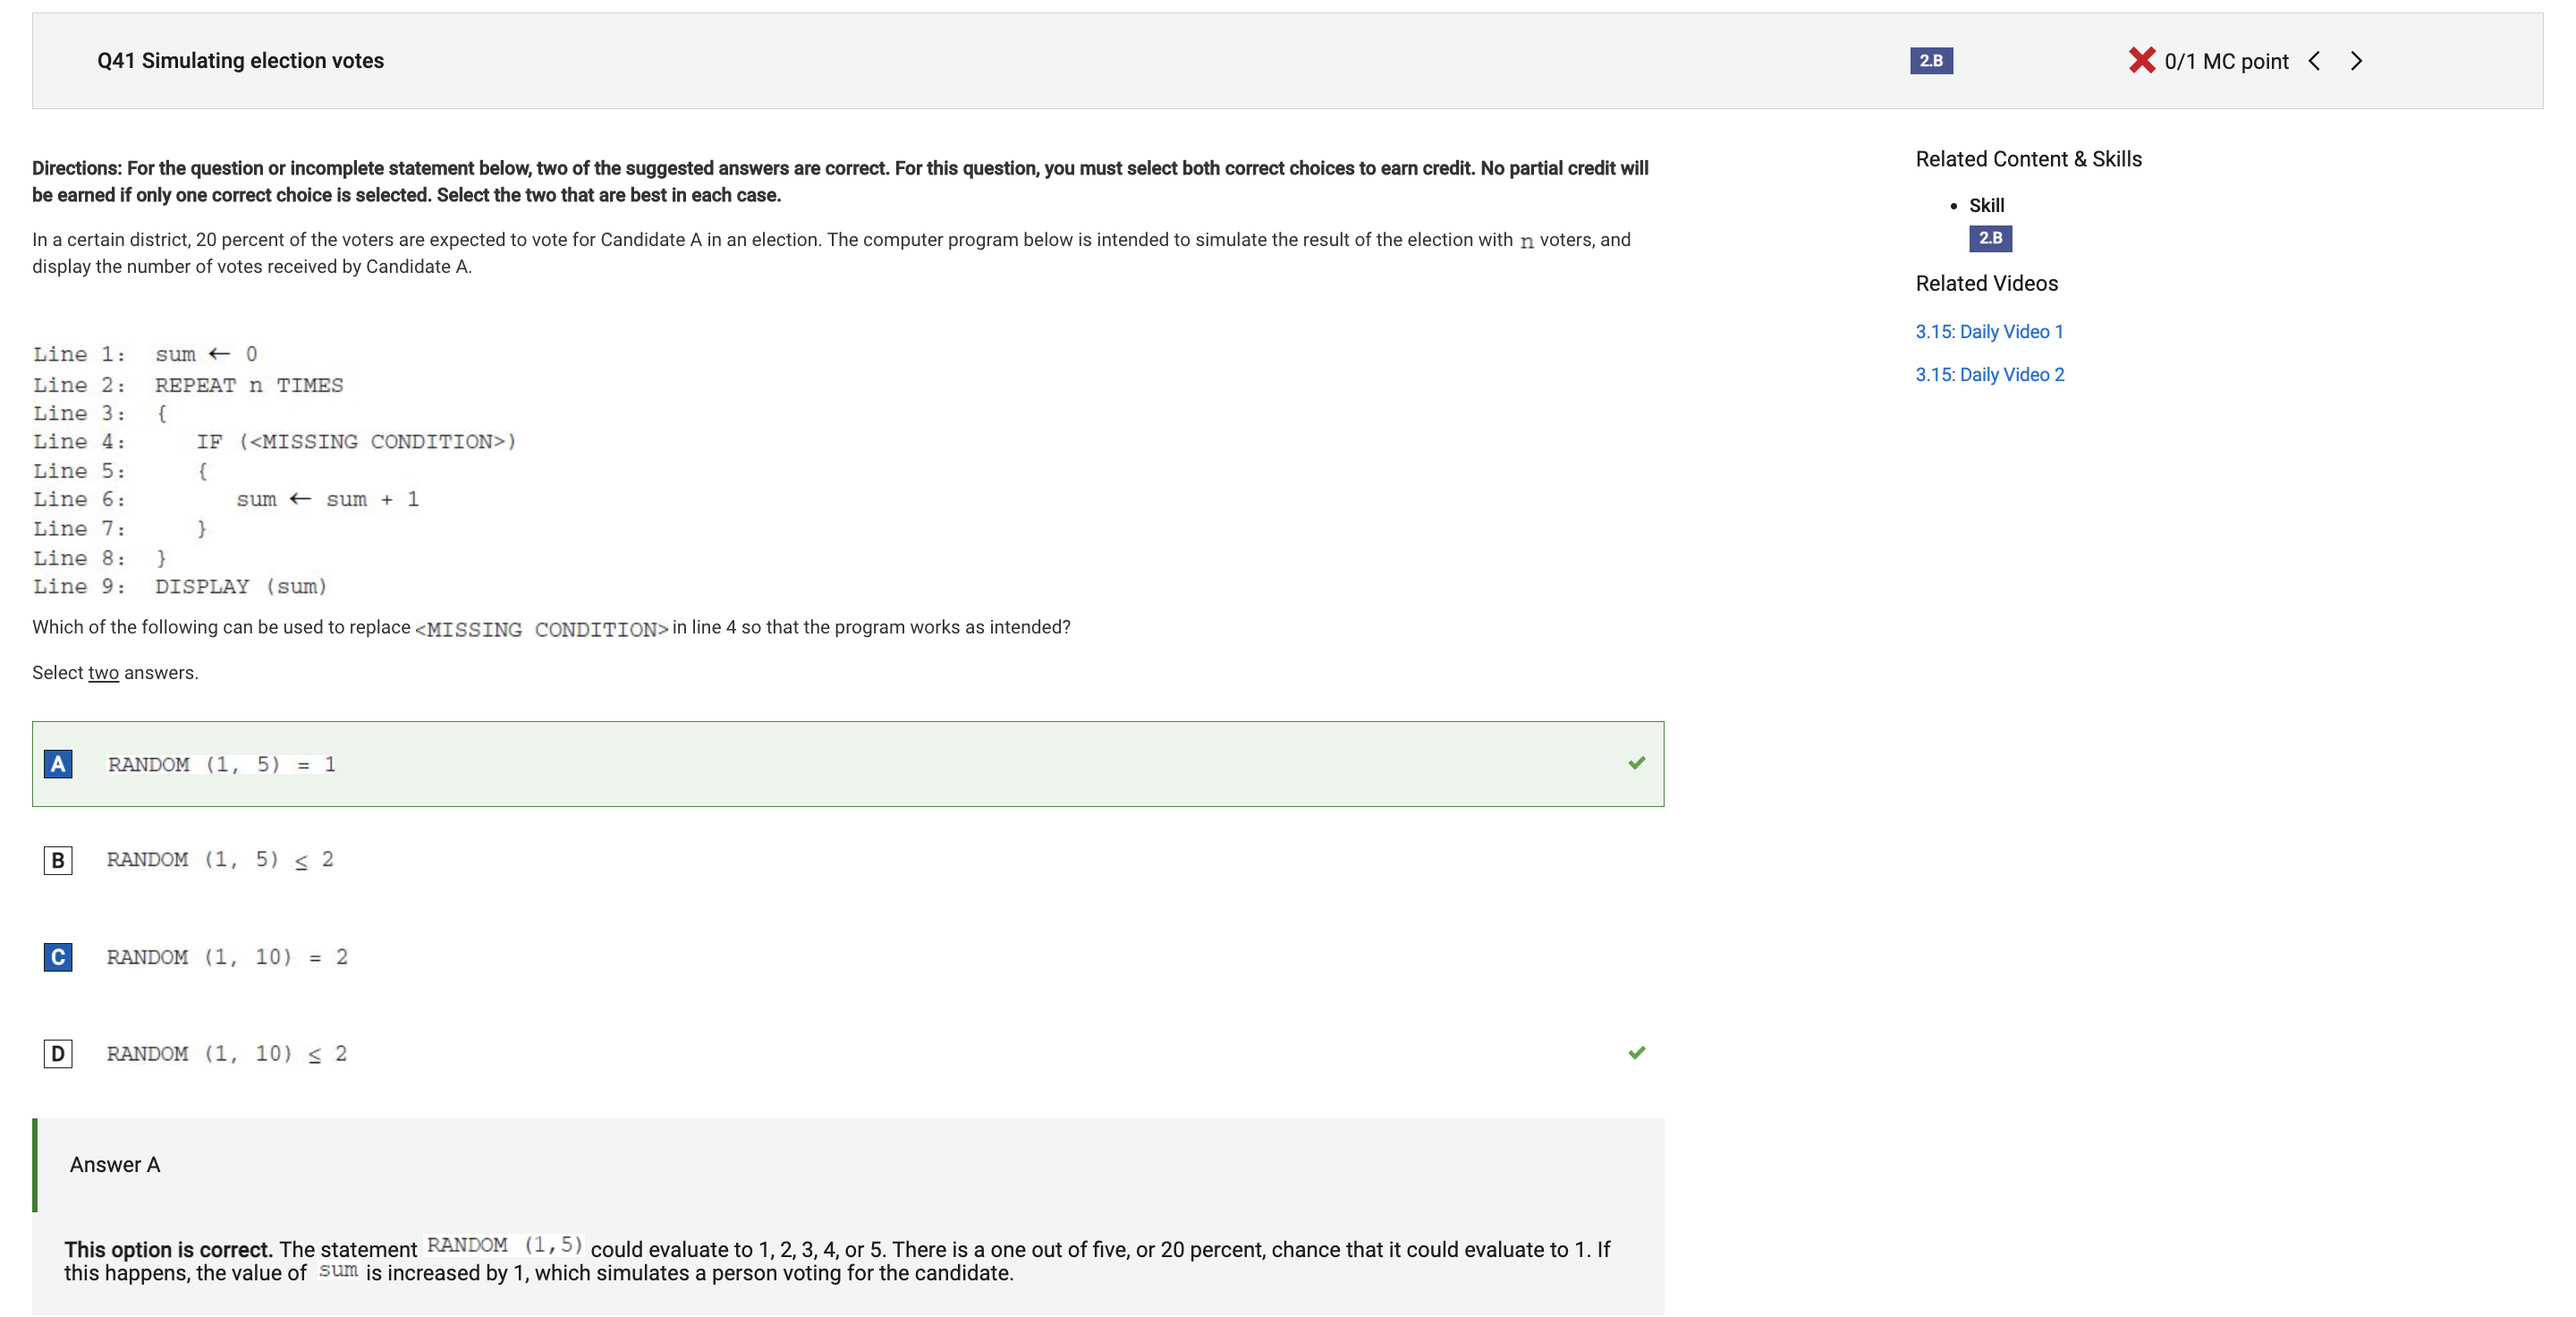 Q41 Simulating election votes
2.B
0/1 MC point
Directions: For the question or incomplete statement below, two of the suggested answers are correct. For this question, you must select both correct choices to earn credit. No partial credit will
be earned if only one correct choice is selected. Select the two that are best in each case.
In a certain district, 20 percent of the voters are expected to vote for Candidate A in an election. The computer program below is intended to simulate the result of the election with n voters, and
display the number of votes received by Candidate A.
Line 1: sum ← 0
Line 2: REPEAT n TIMES
Line 3: {
Line 4: IF (<MISSING CONDITION>)
Line 5: {
Line 6: sum ← sum + 1
Line 7: }
Line 8: }
Line 9: DISPLAY (sum)
Which of the following can be used to replace <MISSING CONDITION> in line 4 so that the program works as intended?
Select two answers.
A RANDOM (1, 5) = 1
B RANDOM (1, 5) ≤ 2
C RANDOM (1, 10) = 2
D RANDOM (1, 10) ≤ 2
Answer A
This option is correct. The statement RANDOM (1,5) could evaluate to 1, 2, 3, 4, or 5. There is a one out of five, or 20 percent, chance that it could evaluate to 1. If
this happens, the value of sum is increased by 1, which simulates a person voting for the candidate.
Related Content & Skills
• Skill
2.B
Related Videos
3.15: Daily Video 1
3.15: Daily Video 2